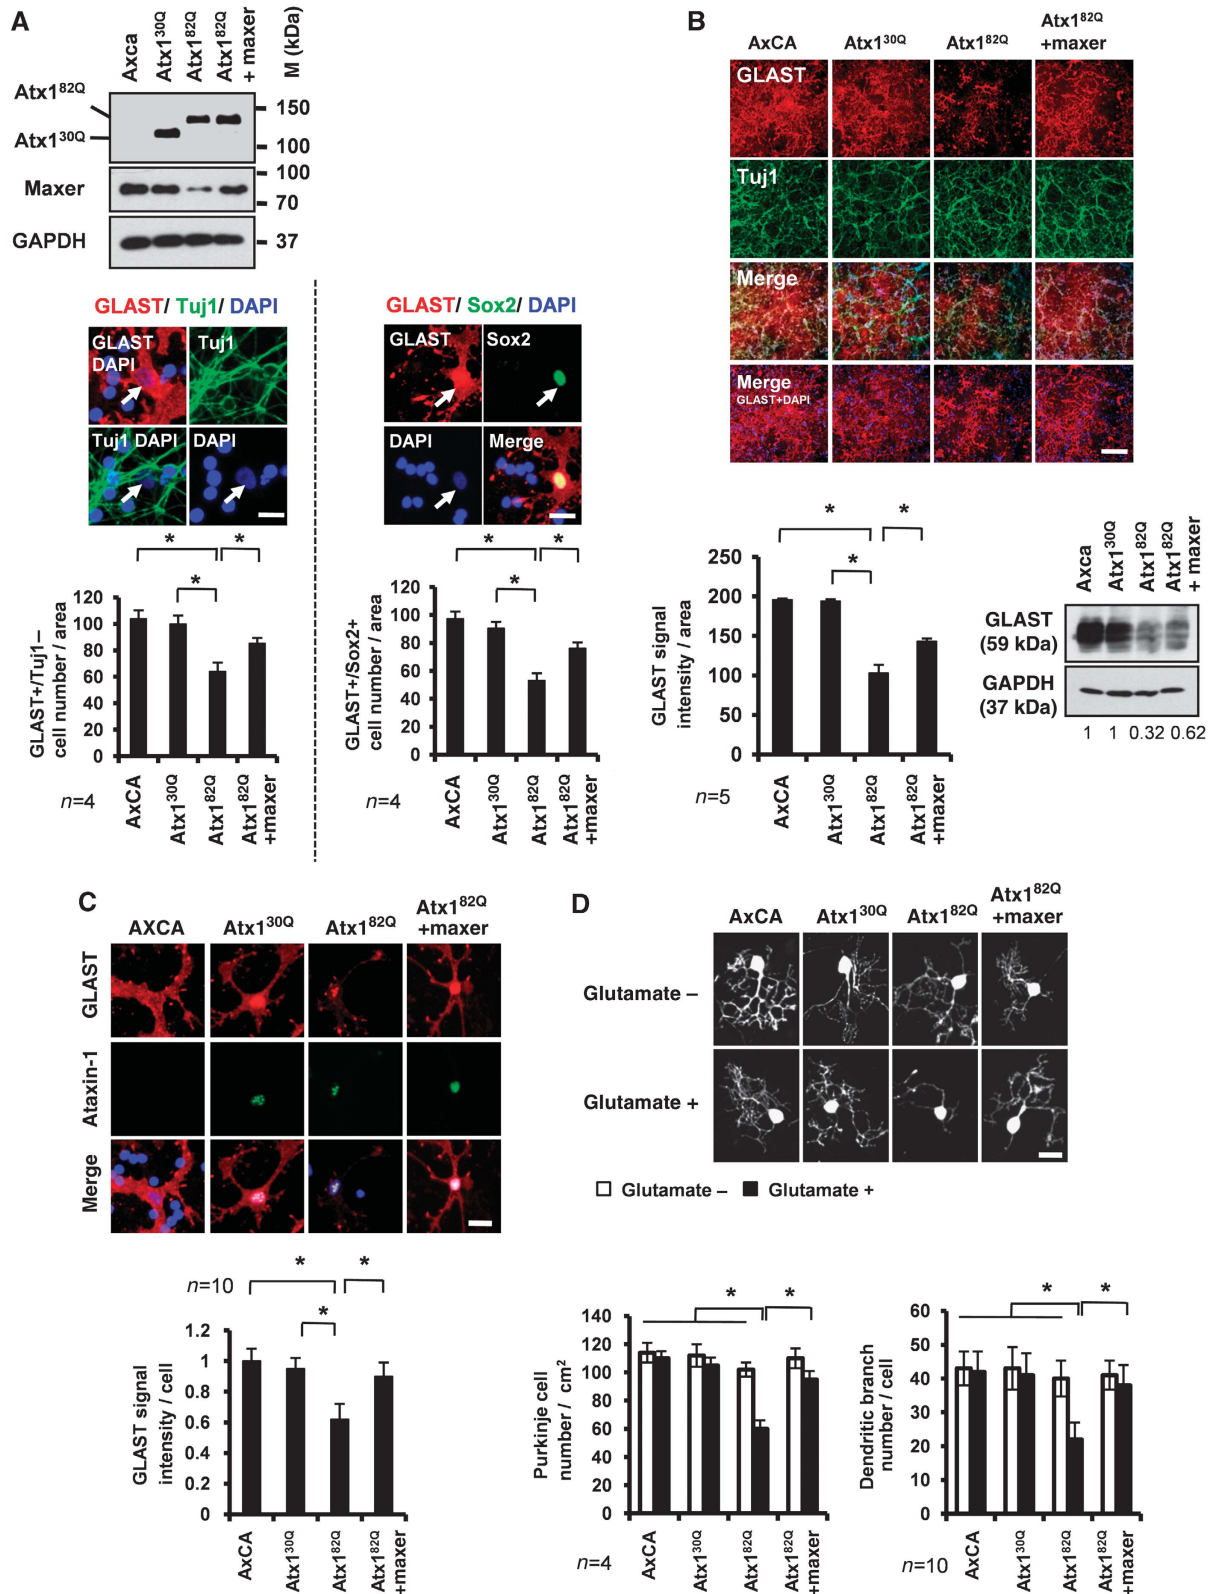 A
Axca
Atx1^30Q
Atx1^82Q
Atx1^82Q + maxer
M (kDa)
Atx1^82Q
Atx1^30Q
150
100
Maxer
100
70
GAPDH
37
GLAST/ Tuj1/ DAPI
GLAST DAPI
Tuj1
Tuj1 DAPI
DAPI
GLAST/ Sox2/ DAPI
GLAST
Sox2
DAPI
Merge
*
*
*
GLAST+/Tuj1–
cell number / area
120
100
80
60
40
20
0
n=4
AxCA
Atx1^30Q
Atx1^82Q
Atx1^82Q +maxer
*
*
*
GLAST+/Sox2+
cell number / area
120
100
80
60
40
20
0
n=4
AxCA
Atx1^30Q
Atx1^82Q
Atx1^82Q +maxer
B
AxCA
Atx1^30Q
Atx1^82Q
Atx1^82Q
+maxer
GLAST
Tuj1
Merge
Merge
GLAST+DAPI
*
*
*
GLAST signal
intensity / area
250
200
150
100
50
0
n=5
AxCA
Atx1^30Q
Atx1^82Q
Atx1^82Q +maxer
Axca
Atx1^30Q
Atx1^82Q
Atx1^82Q + maxer
GLAST
(59 kDa)
GAPDH
(37 kDa)
1 1 0.32 0.62
C
AXCA
Atx1^30Q
Atx1^82Q
Atx1^82Q
+maxer
GLAST
Ataxin-1
Merge
n=10
*
*
*
GLAST signal
intensity / cell
1.2
1
0.8
0.6
0.4
0.2
0
AxCA
Atx1^30Q
Atx1^82Q
Atx1^82Q +maxer
D
AxCA
Atx1^30Q
Atx1^82Q
Atx1^82Q
+maxer
Glutamate –
Glutamate +
Glutamate – Glutamate +
*
*
Purkinje cell
number / cm²
140
120
100
80
60
40
20
0
n=4
AxCA
Atx1^30Q
Atx1^82Q
Atx1^82Q +maxer
*
*
Dendritic branch
number / cell
60
50
40
30
20
10
0
n=10
AxCA
Atx1^30Q
Atx1^82Q
Atx1^82Q +maxer